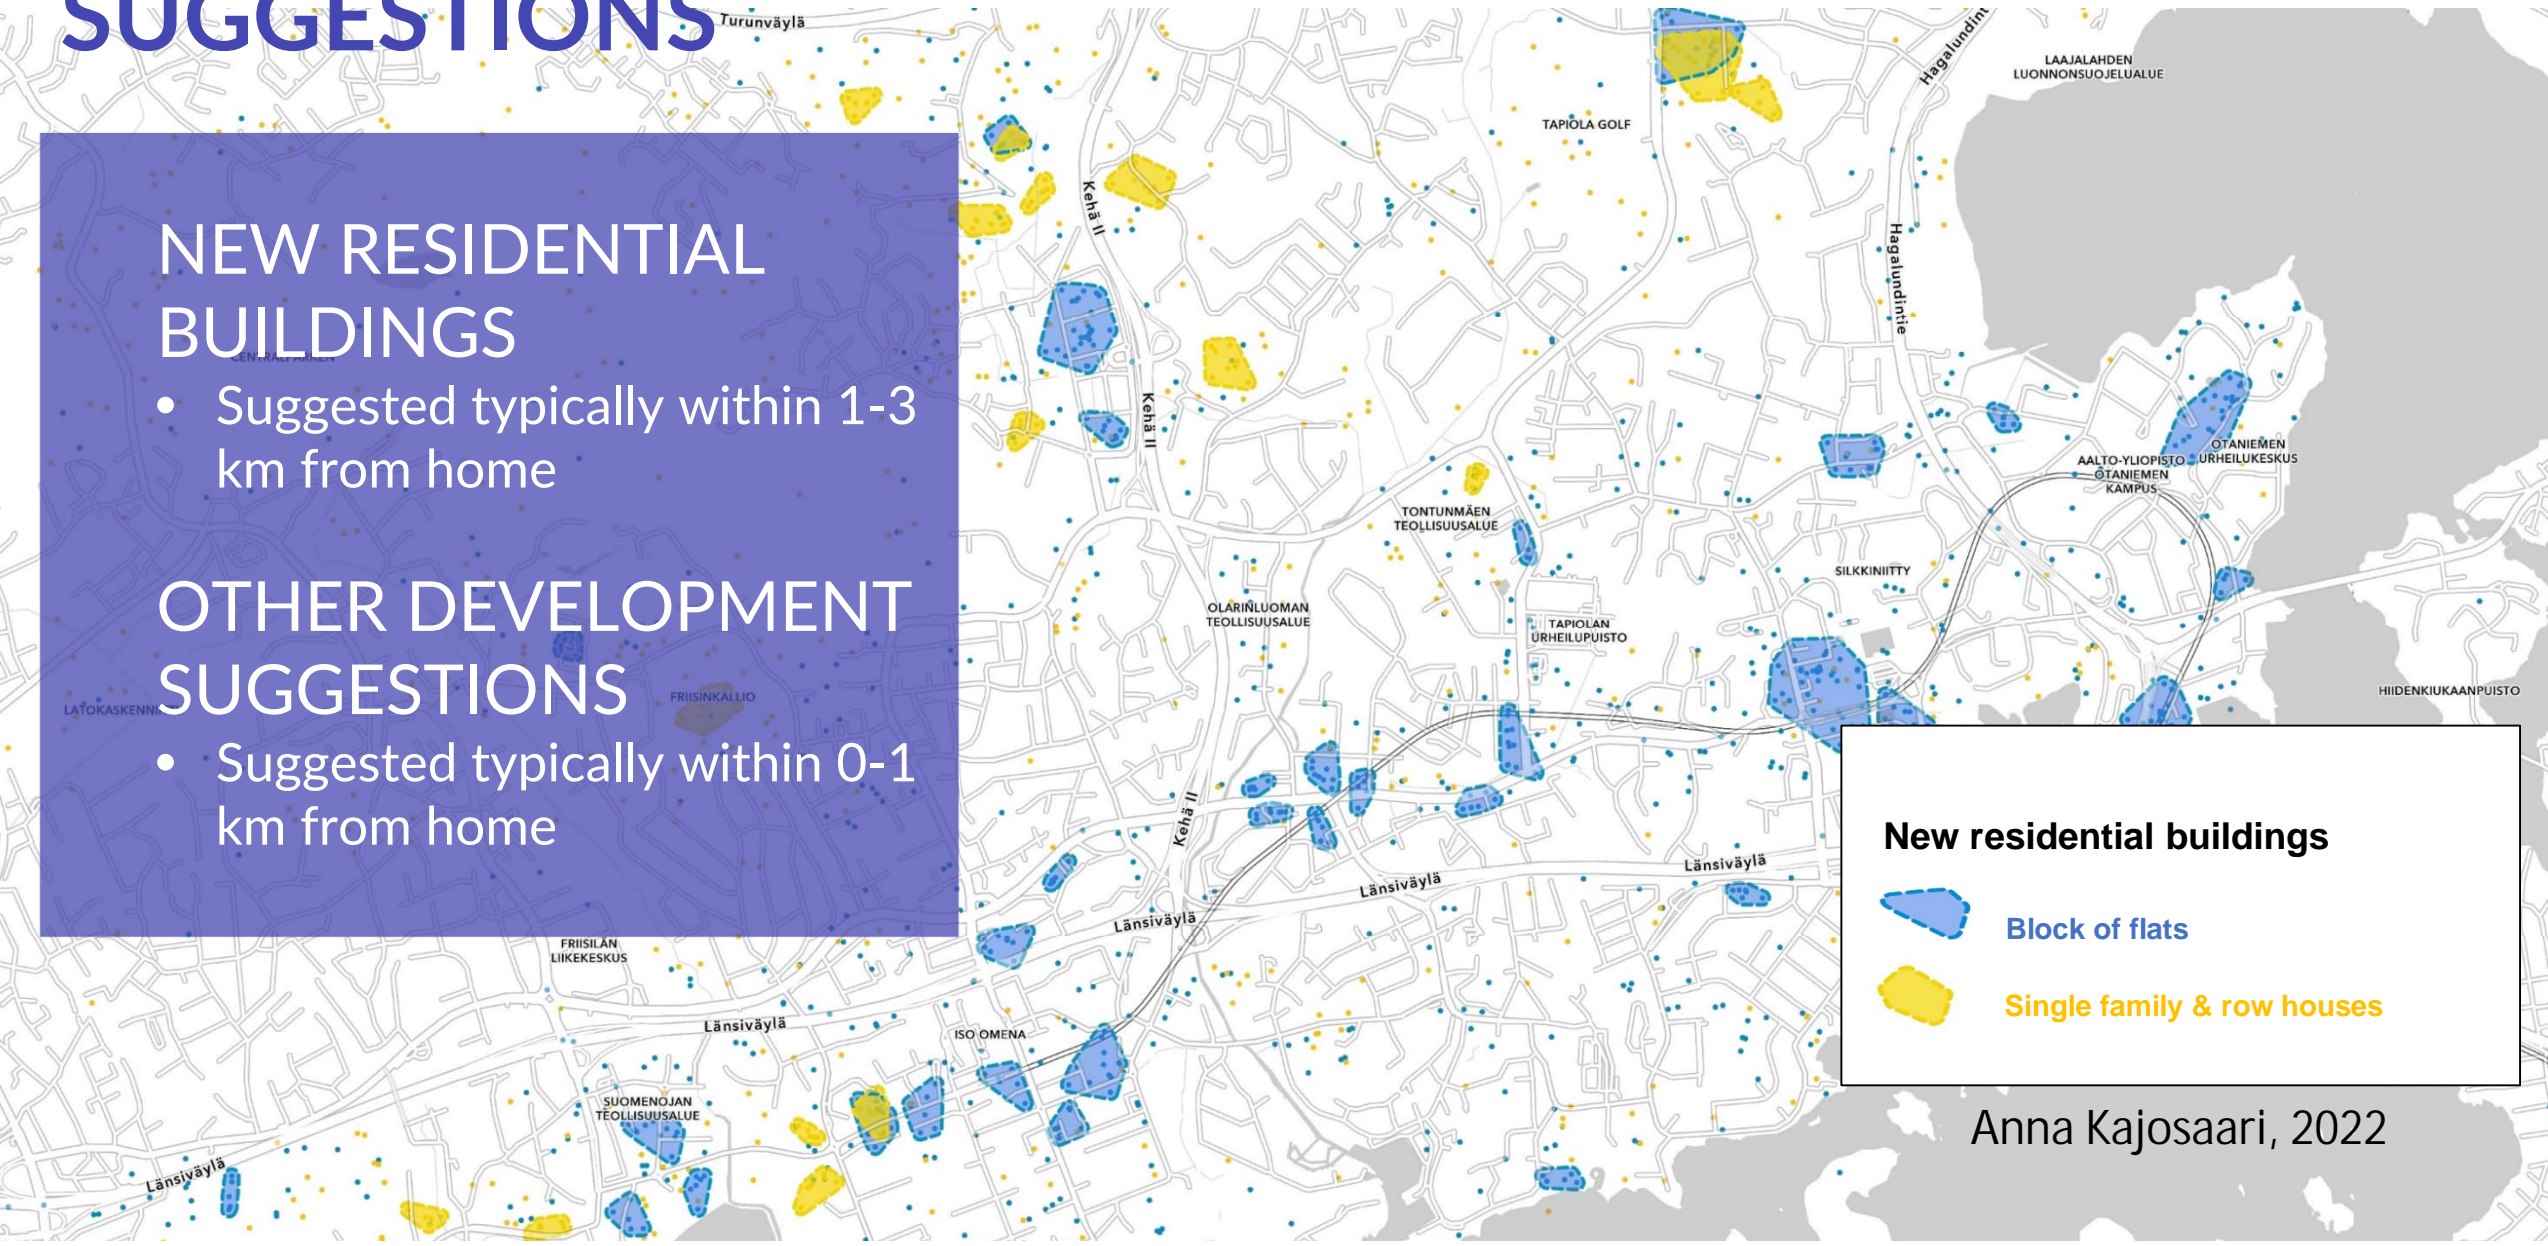 SUGGESTIONS
Turunväylä
Hagalundint
LAAJALAHDEN
LUONNONSUOJELUALUE
TAPIOLA GOLF
Kehä II
NEW RESIDENTIAL
BUILDINGS
CENTRALPARKEN
• Suggested typically within 1-3
km from home
Hagalundintie
Kehä II
OTANIEMEN
URHEILUKESKUS
AALTO-YLIOPISTO
OTANIEMEN
KAMPUS
TONTUNMÄEN
TEOLLISUUSALUE
SILKKINIITTY
OTHER DEVELOPMENT
SUGGESTIONS
OLARINLUOMAN
TEOLLISUUSALUE
TAPIOLAN
URHEILUPUISTO
FRIISINKALLIO
HIIDENKIUKAANPUISTO
• Suggested typically within 0-1
km from home
Kehä II
Länsiväylä
Länsiväylä
Länsiväylä
New residential buildings
Block of flats
Single family & row houses
FRIISILÄN
LIIKEKESKUS
Länsiväylä
ISO OMENA
SUOMENOJAN
TEOLLISUUSALUE
Länsiväylä
Anna Kajosaari, 2022